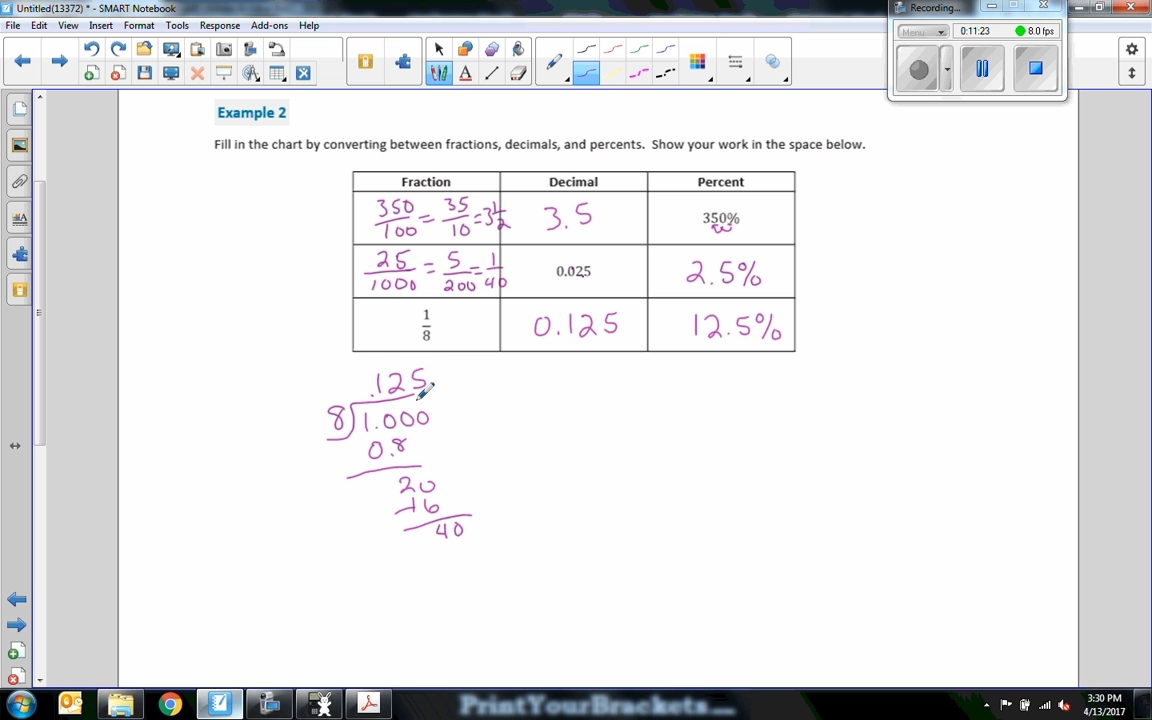 Untitled(13372) * - SMART Notebook
File Edit View Insert Format Tools Response Add-ons Help
Recording...
Menu 0:11:23 8.0 fps
Example 2
Fill in the chart by converting between fractions, decimals, and percents. Show your work in the space below.
Fraction Decimal Percent
350/100 = 35/10 = 3 1/2 3.5 350%
25/1000 = 5/200 = 1/40 0.025 2.5%
1/8 0.125 12.5%
.125
8 1.000
0.8
20
-16
40
PrintYourBrackets.com
3:30 PM
4/13/2017